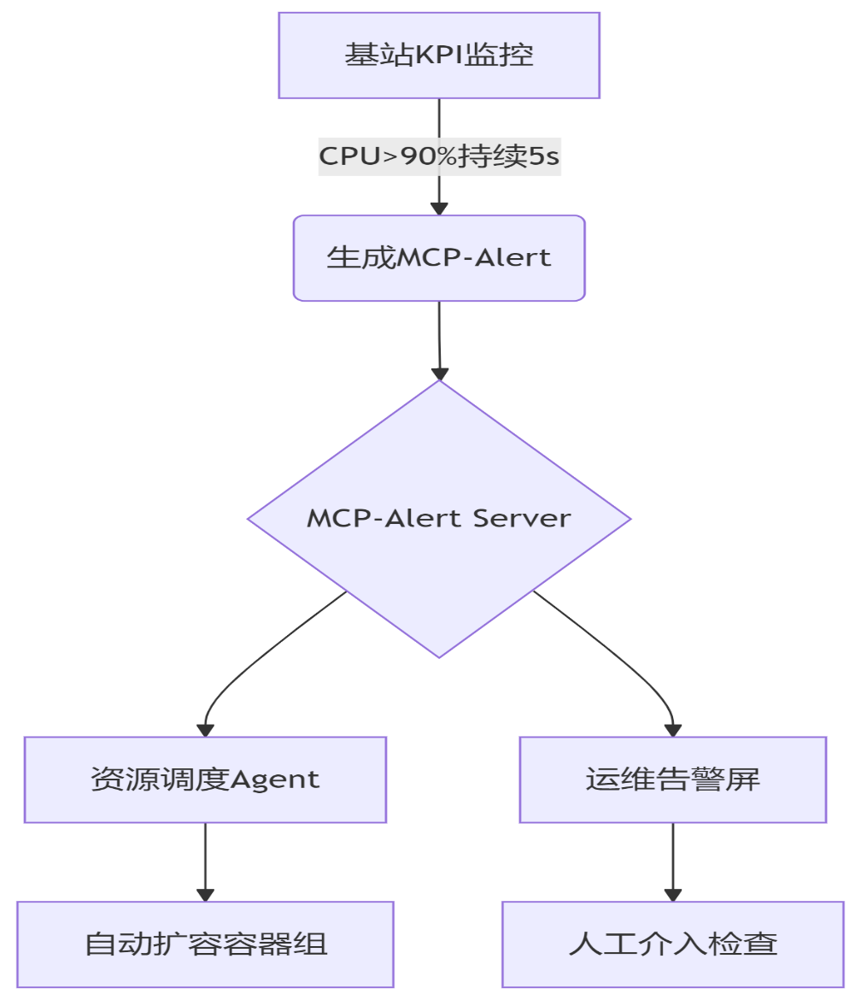 基站KPI监控
CPU>90%持续5s
生成MCP-Alert
MCP-Alert Server
资源调度Agent
运维告警屏
自动扩容容器组
人工介入检查